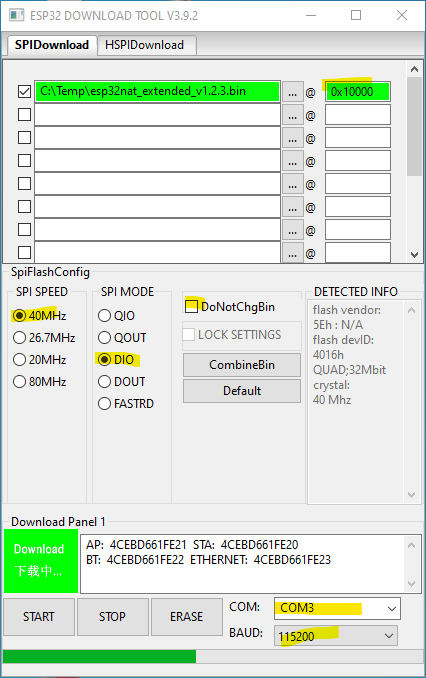 ESP32 DOWNLOAD TOOL V3.9.2
SPIDownload HSPIDownload
C:\Temp\esp32nat_extended_v1.2.3.bin ... @ 0x10000
... @
... @
... @
... @
... @
... @
SpiFlashConfig
SPI SPEED
40MHz
26.7MHz
20MHz
80MHz
SPI MODE
QIO
QOUT
DIO
DOUT
FASTRD
DoNotChgBin
LOCK SETTINGS
CombineBin
Default
DETECTED INFO
flash vendor:
5Eh : N/A
flash devID:
4016h
QUAD;32Mbit
crystal:
40 Mhz
Download Panel 1
Download
下载中...
AP: 4CEBD661FE21 STA: 4CEBD661FE20
BT: 4CEBD661FE22 ETHERNET: 4CEBD661FE23
START STOP ERASE
COM: COM3
BAUD: 115200